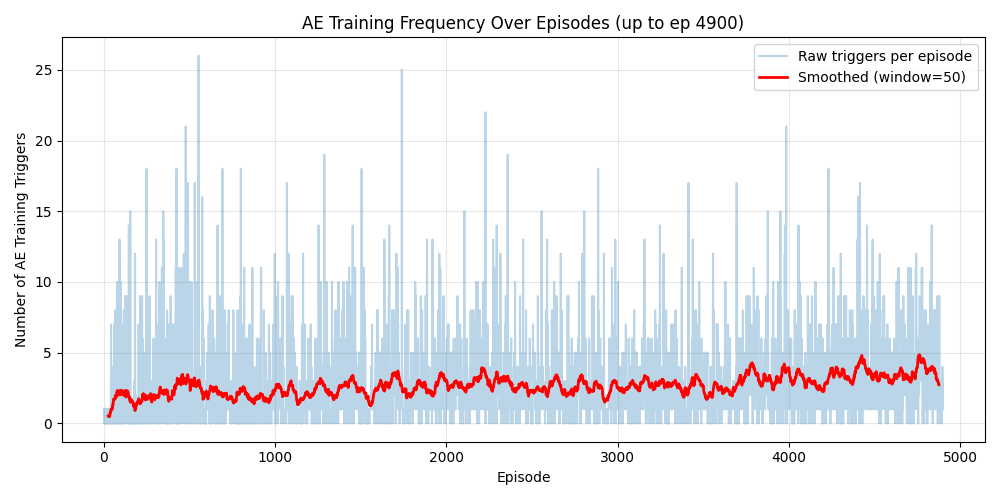 AE Training Frequency Over Episodes (up to ep 4900)
Raw triggers per episode
Smoothed (window=50)
Number of AE Training Triggers
25
20
15
10
5
0
0
1000
2000
3000
4000
5000
Episode